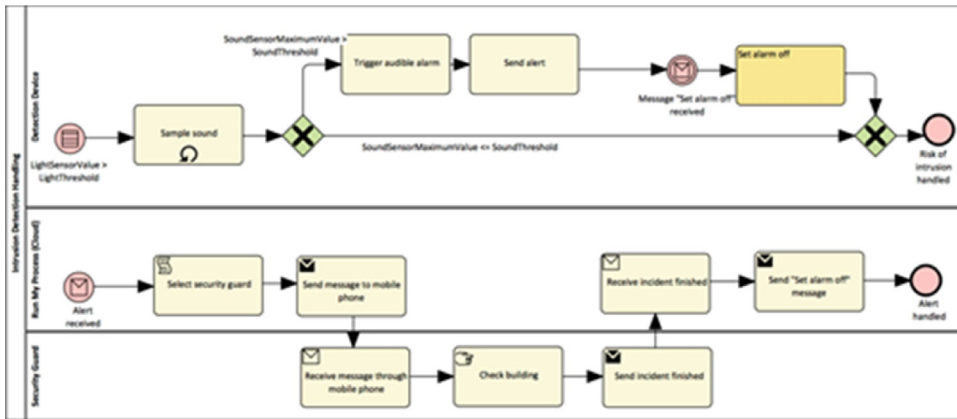 Intrusion Detection Handling
Detection Device
LightSensorValue >
LightThreshold
Sample sound
SoundSensorMaximumValue >
SoundThreshold
Trigger audible alarm
Send alert
Message "Set alarm off"
received
Set alarm off
SoundSensorMaximumValue <= SoundThreshold
Risk of
intrusion
handled
Run My Process (Cloud)
Alert
received
Select security guard
Send message to mobile
phone
Receive incident finished
Send "Set alarm off"
message
Alert
handled
Security Guard
Receive message through
mobile phone
Check building
Send incident finished